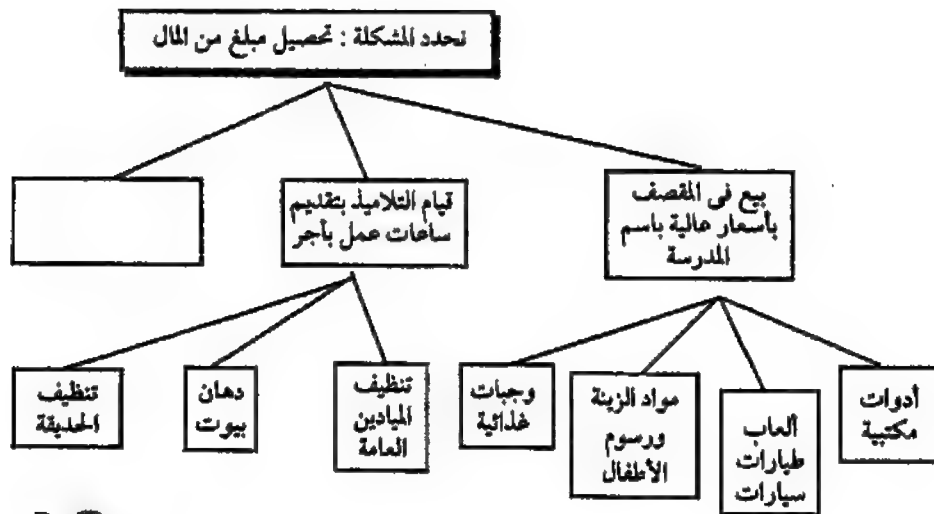 نحدد المشكلة : تحصيل مبلغ من المال
بيع فى المقصف
بأسعار عالية باسم
المدرسة
قيام التلاميذ بتقديم
ساعات عمل بأجر
أدوات
مكتبية
ألعاب
طيارات
سيارات
مواد الزينة
ورسوم
الأطفال
وجبات
غذائية
تنظيف
الميادين
العامة
دهان
بيوت
تنظيف
الحديقة